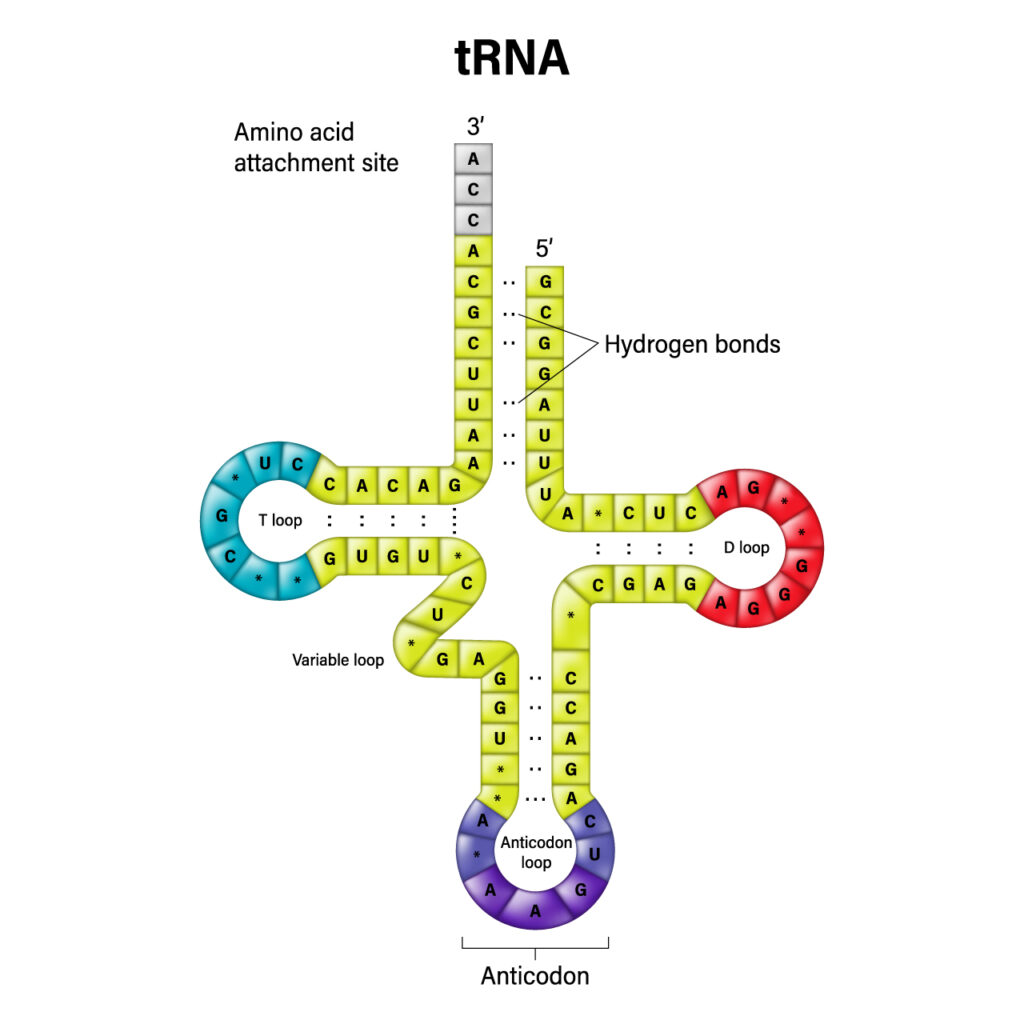 tRNA
Amino acid
attachment site
3′
A
C
C
A
C
G
C
U
U
A
A
5′
G
C
G
G
A
U
U
U
Hydrogen bonds
* U C C A C A G
G
C
* *
T loop
G U G U *
C
U
*
G A
Variable loop
A * C U C
A G *
*
G
G
G
A
D loop
C G A G
*
G
G
U
*
*
C
C
A
G
A
A
*
A
A
G
U
C
Anticodon
loop
Anticodon